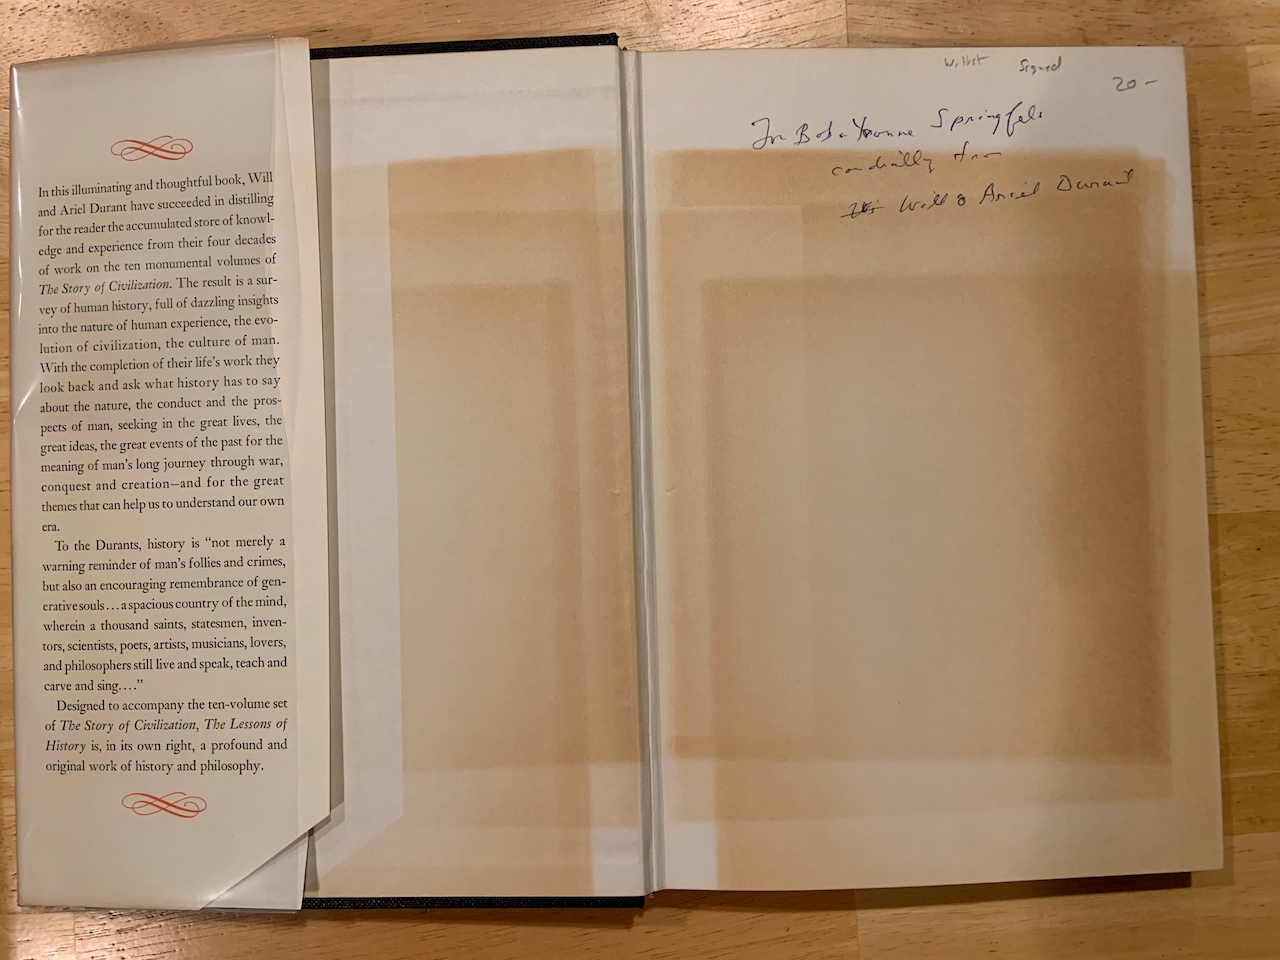 In this illuminating and thoughtful book, Will
and Ariel Durant have succeeded in distilling
for the reader the accumulated store of knowl-
edge and experience from their four decades
of work on the ten monumental volumes of
The Story of Civilization. The result is a sur-
vey of human history, full of dazzling insights
into the nature of human experience, the evo-
lution of civilization, the culture of man.
With the completion of their life's work they
look back and ask what history has to say
about the nature, the conduct and the pros-
pects of man, seeking in the great lives, the
great ideas, the great events of the past for the
meaning of man's long journey through war,
conquest and creation—and for the great
themes that can help us to understand our own
era.
To the Durants, history is “not merely a
warning reminder of man's follies and crimes,
but also an encouraging remembrance of gen-
erative souls...a spacious country of the mind,
wherein a thousand saints, statesmen, inven-
tors, scientists, poets, artists, musicians, lovers,
and philosophers still live and speak, teach and
carve and sing....”
Designed to accompany the ten-volume set
of The Story of Civilization, The Lessons of
History is, in its own right, a profound and
original work of history and philosophy.
Signed
20-
For Bob & Yvonne Springfels
cordially from
Will & Ariel Durant